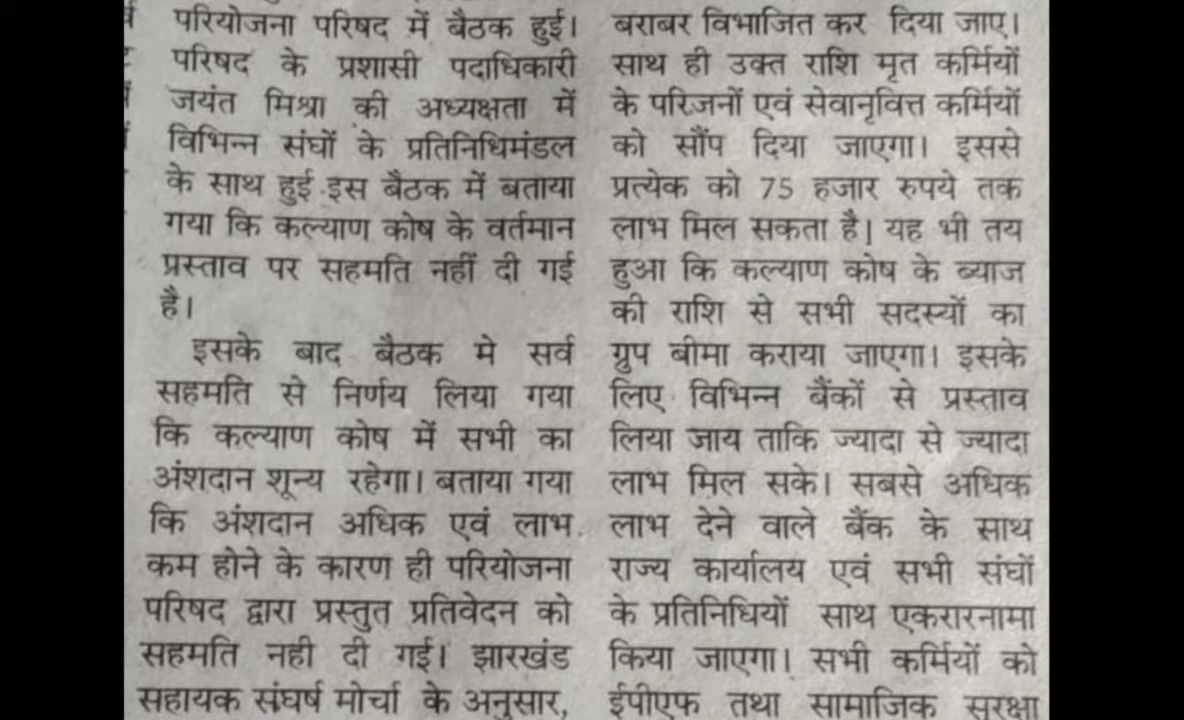 परियोजना परिषद में बैठक हुई।
परिषद के प्रशासी पदाधिकारी
जयंत मिश्रा की अध्यक्षता में
विभिन्न संघों के प्रतिनिधिमंडल
के साथ हुई इस बैठक में बताया
गया कि कल्याण कोष के वर्तमान
प्रस्ताव पर सहमति नहीं दी गई
है।
इसके बाद बैठक मे सर्व
सहमति से निर्णय लिया गया
कि कल्याण कोष में सभी का
अंशदान शून्य रहेगा। बताया गया
कि अंशदान अधिक एवं लाभ
कम होने के कारण ही परियोजना
परिषद द्वारा प्रस्तुत प्रतिवेदन को
सहमति नही दी गई। झारखंड
सहायक संघर्ष मोर्चा के अनुसार,
बराबर विभाजित कर दिया जाए।
साथ ही उक्त राशि मृत कर्मियों
के परिजनों एवं सेवानृवित्त कर्मियों
को सौंप दिया जाएगा। इससे
प्रत्येक को 75 हजार रुपये तक
लाभ मिल सकता है। यह भी तय
हुआ कि कल्याण कोष के ब्याज
की राशि से सभी सदस्यों का
ग्रुप बीमा कराया जाएगा। इसके
लिए विभिन्न बैंकों से प्रस्ताव
लिया जाय ताकि ज्यादा से ज्यादा
लाभ मिल सके। सबसे अधिक
लाभ देने वाले बैंक के साथ
राज्य कार्यालय एवं सभी संघों
के प्रतिनिधियों साथ एकरारनामा
किया जाएगा। सभी कर्मियों को
ईपीएफ तथा सामाजिक सुरक्षा